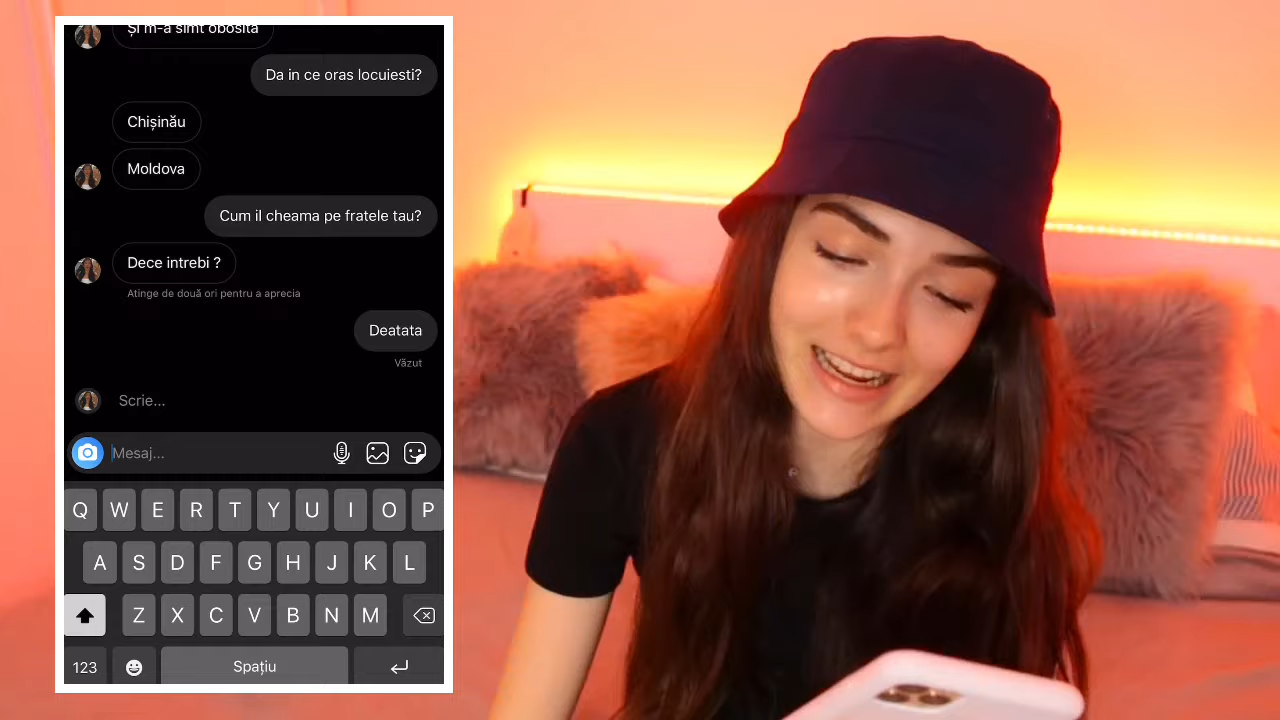 Și m-a simt obosită
Da in ce oras locuiesti?
Chișinău
Moldova
Cum il cheama pe fratele tau?
Dece intrebi ?
Atinge de două ori pentru a aprecia
Deatata
Văzut
Scrie...
Mesaj...
Q W E R T Y U I O P
A S D F G H J K L
Z X C V B N M
123 Spațiu